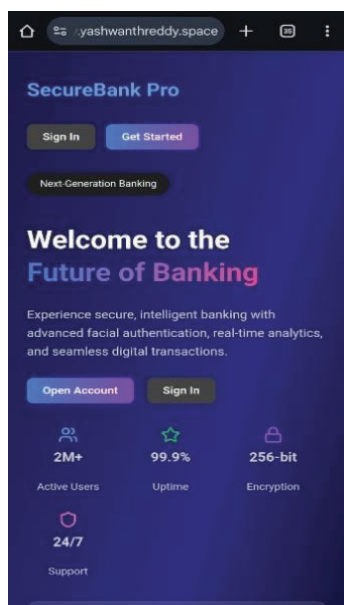 .yashwanthreddy.space
35
SecureBank Pro
Sign In
Get Started
Next-Generation Banking
Welcome to the
Future of Banking
Experience secure, intelligent banking with
advanced facial authentication, real-time analytics,
and seamless digital transactions.
Open Account
Sign In
2M+
99.9%
256-bit
Active Users
Uptime
Encryption
24/7
Support